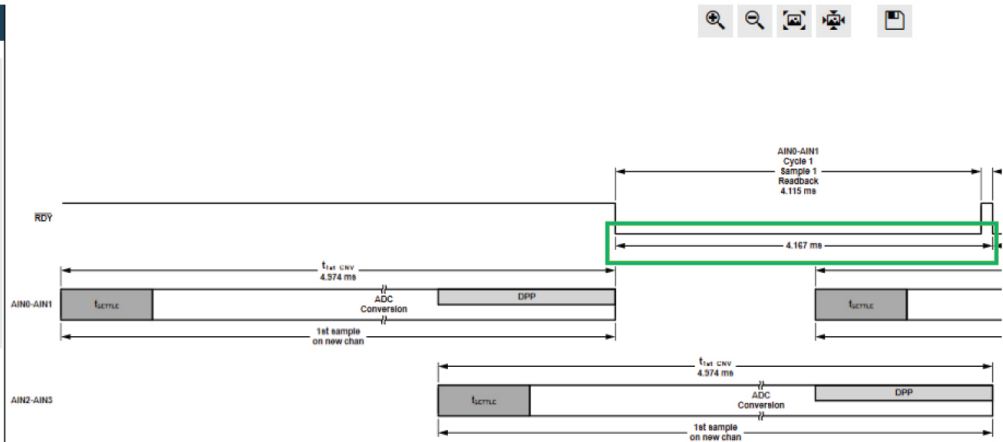 AIN0-AIN1
Cycle 1
Sample 1
Readback
4.115 ms
RDY
4.167 ms
t1st CNV
4.974 ms
AIN0-AIN1
tSETTLE
ADC
Conversion
DPP
tSETTLE
1st sample
on new chan
t1st CNV
4.974 ms
AIN2-AIN3
tSETTLE
ADC
Conversion
DPP
1st sample
on new chan